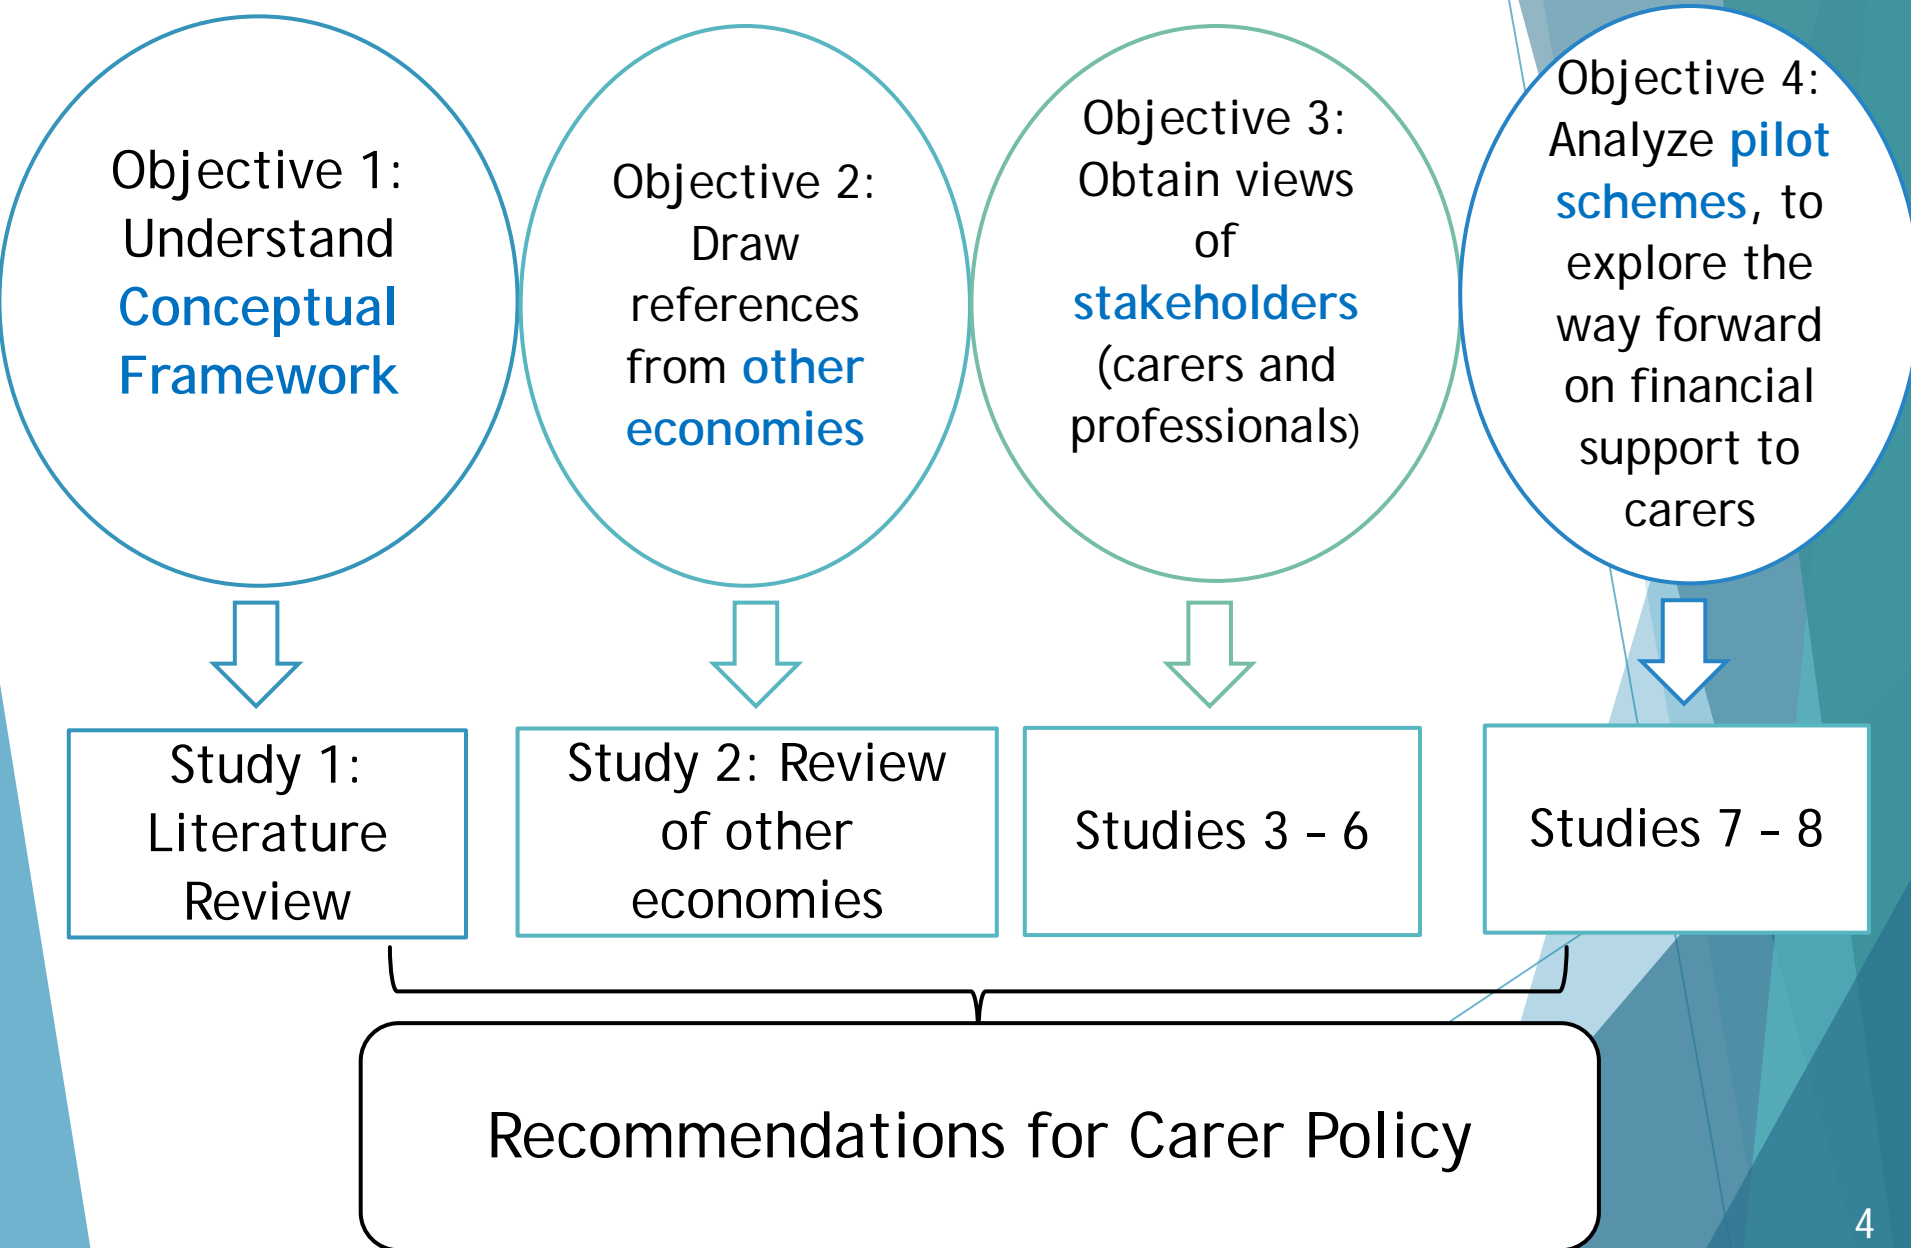 Objective 1:
Understand
Conceptual
Framework
Objective 2:
Draw
references
from other
economies
Objective 3:
Obtain views
of
stakeholders
(carers and
professionals)
Objective 4:
Analyze pilot
schemes, to
explore the
way forward
on financial
support to
carers
Study 1:
Literature
Review
Study 2: Review
of other
economies
Studies 3 – 6
Studies 7 – 8
Recommendations for Carer Policy
4